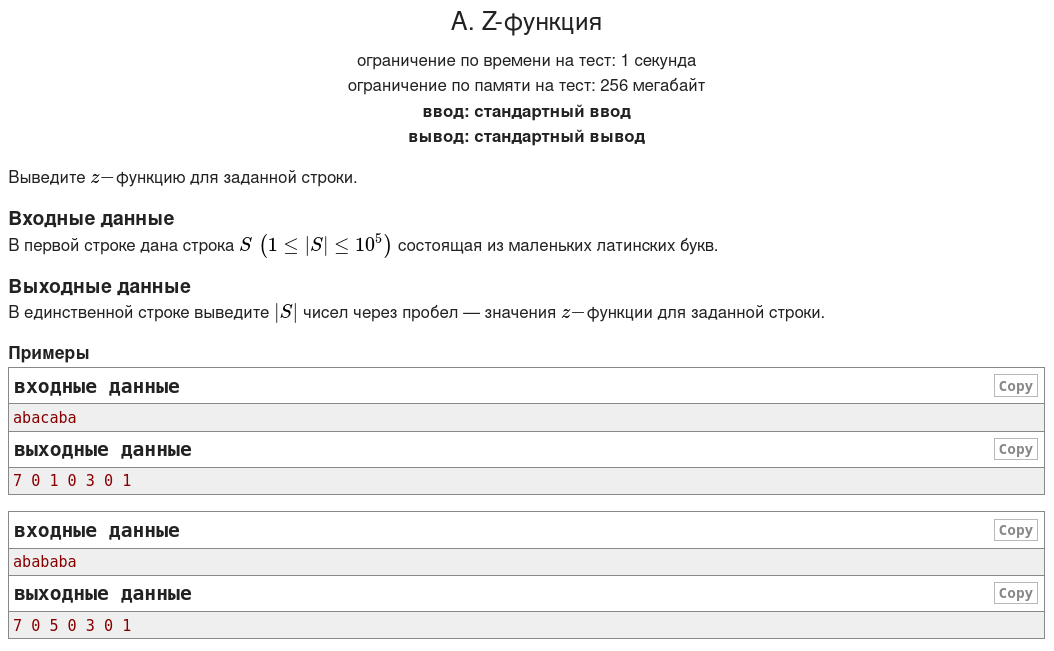 A. Z-функция
ограничение по времени на тест: 1 секунда
ограничение по памяти на тест: 256 мегабайт
ввод: стандартный ввод
вывод: стандартный вывод
Выведите z−функцию для заданной строки.
Входные данные
В первой строке дана строка S (1 ≤ |S| ≤ 10⁵) состоящая из маленьких латинских букв.
Выходные данные
В единственной строке выведите |S| чисел через пробел — значения z−функции для заданной строки.
Примеры
входные данные Copy
abacaba
выходные данные Copy
7 0 1 0 3 0 1
входные данные Copy
abababa
выходные данные Copy
7 0 5 0 3 0 1